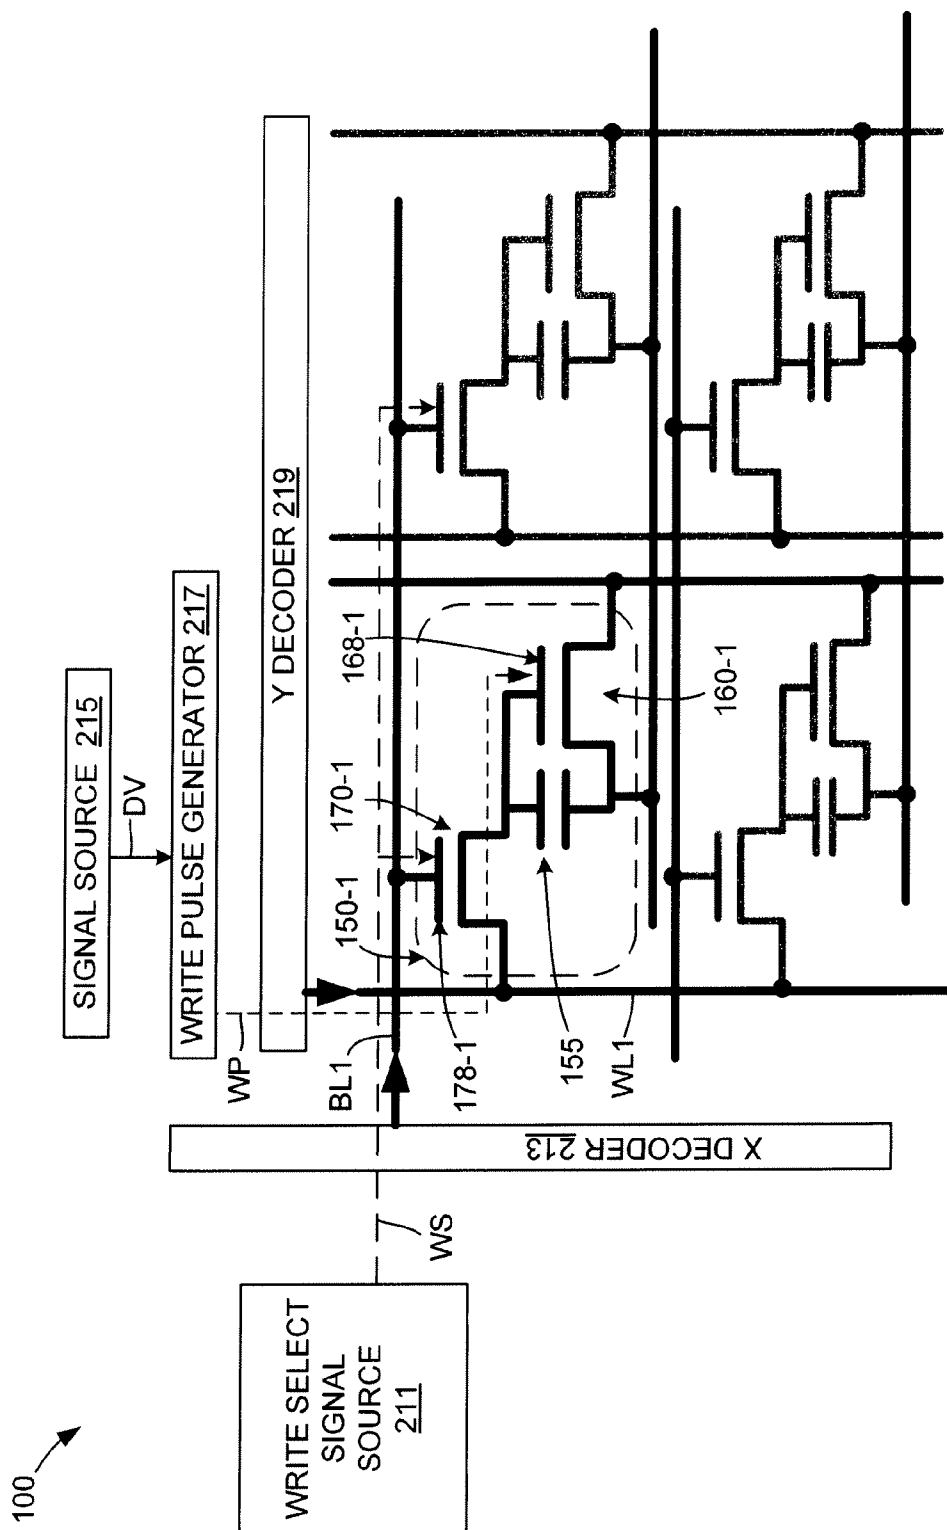 100
WRITE SELECT
SIGNAL
SOURCE
211
WS
X DECODER 213
SIGNAL SOURCE 215
DV
WRITE PULSE GENERATOR 217
WP
Y DECODER 219
BL1
178-1
150-1
170-1
168-1
155
160-1
WL1